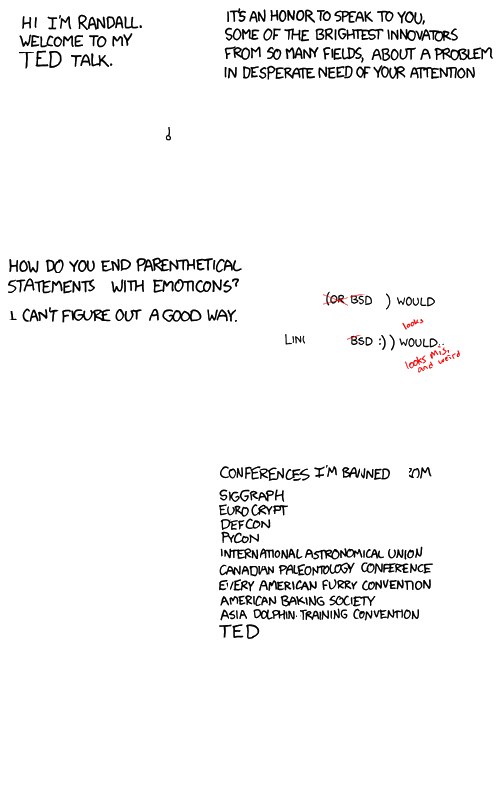 HI I'M RANDALL.
WELCOME TO MY
TED TALK.
IT'S AN HONOR TO SPEAK TO YOU,
SOME OF THE BRIGHTEST INNOVATORS
FROM SO MANY FIELDS, ABOUT A PROBLEM
IN DESPERATE NEED OF YOUR ATTENTION
HOW DO YOU END PARENTHETICAL
STATEMENTS WITH EMOTICONS?
I CAN'T FIGURE OUT A GOOD WAY.
(OR BSD ) WOULD
looks
BSD :) ) WOULD..
looks mis.
and weird
CONFERENCES I'M BANNED
SIGGRAPH
EUROCRYPT
DEFCON
PYCON
INTERNATIONAL ASTRONOMICAL UNION
CANADIAN PALEONTOLOGY CONFERENCE
EVERY AMERICAN FURRY CONVENTION
AMERICAN BAKING SOCIETY
ASIA DOLPHIN-TRAINING CONVENTION
TED